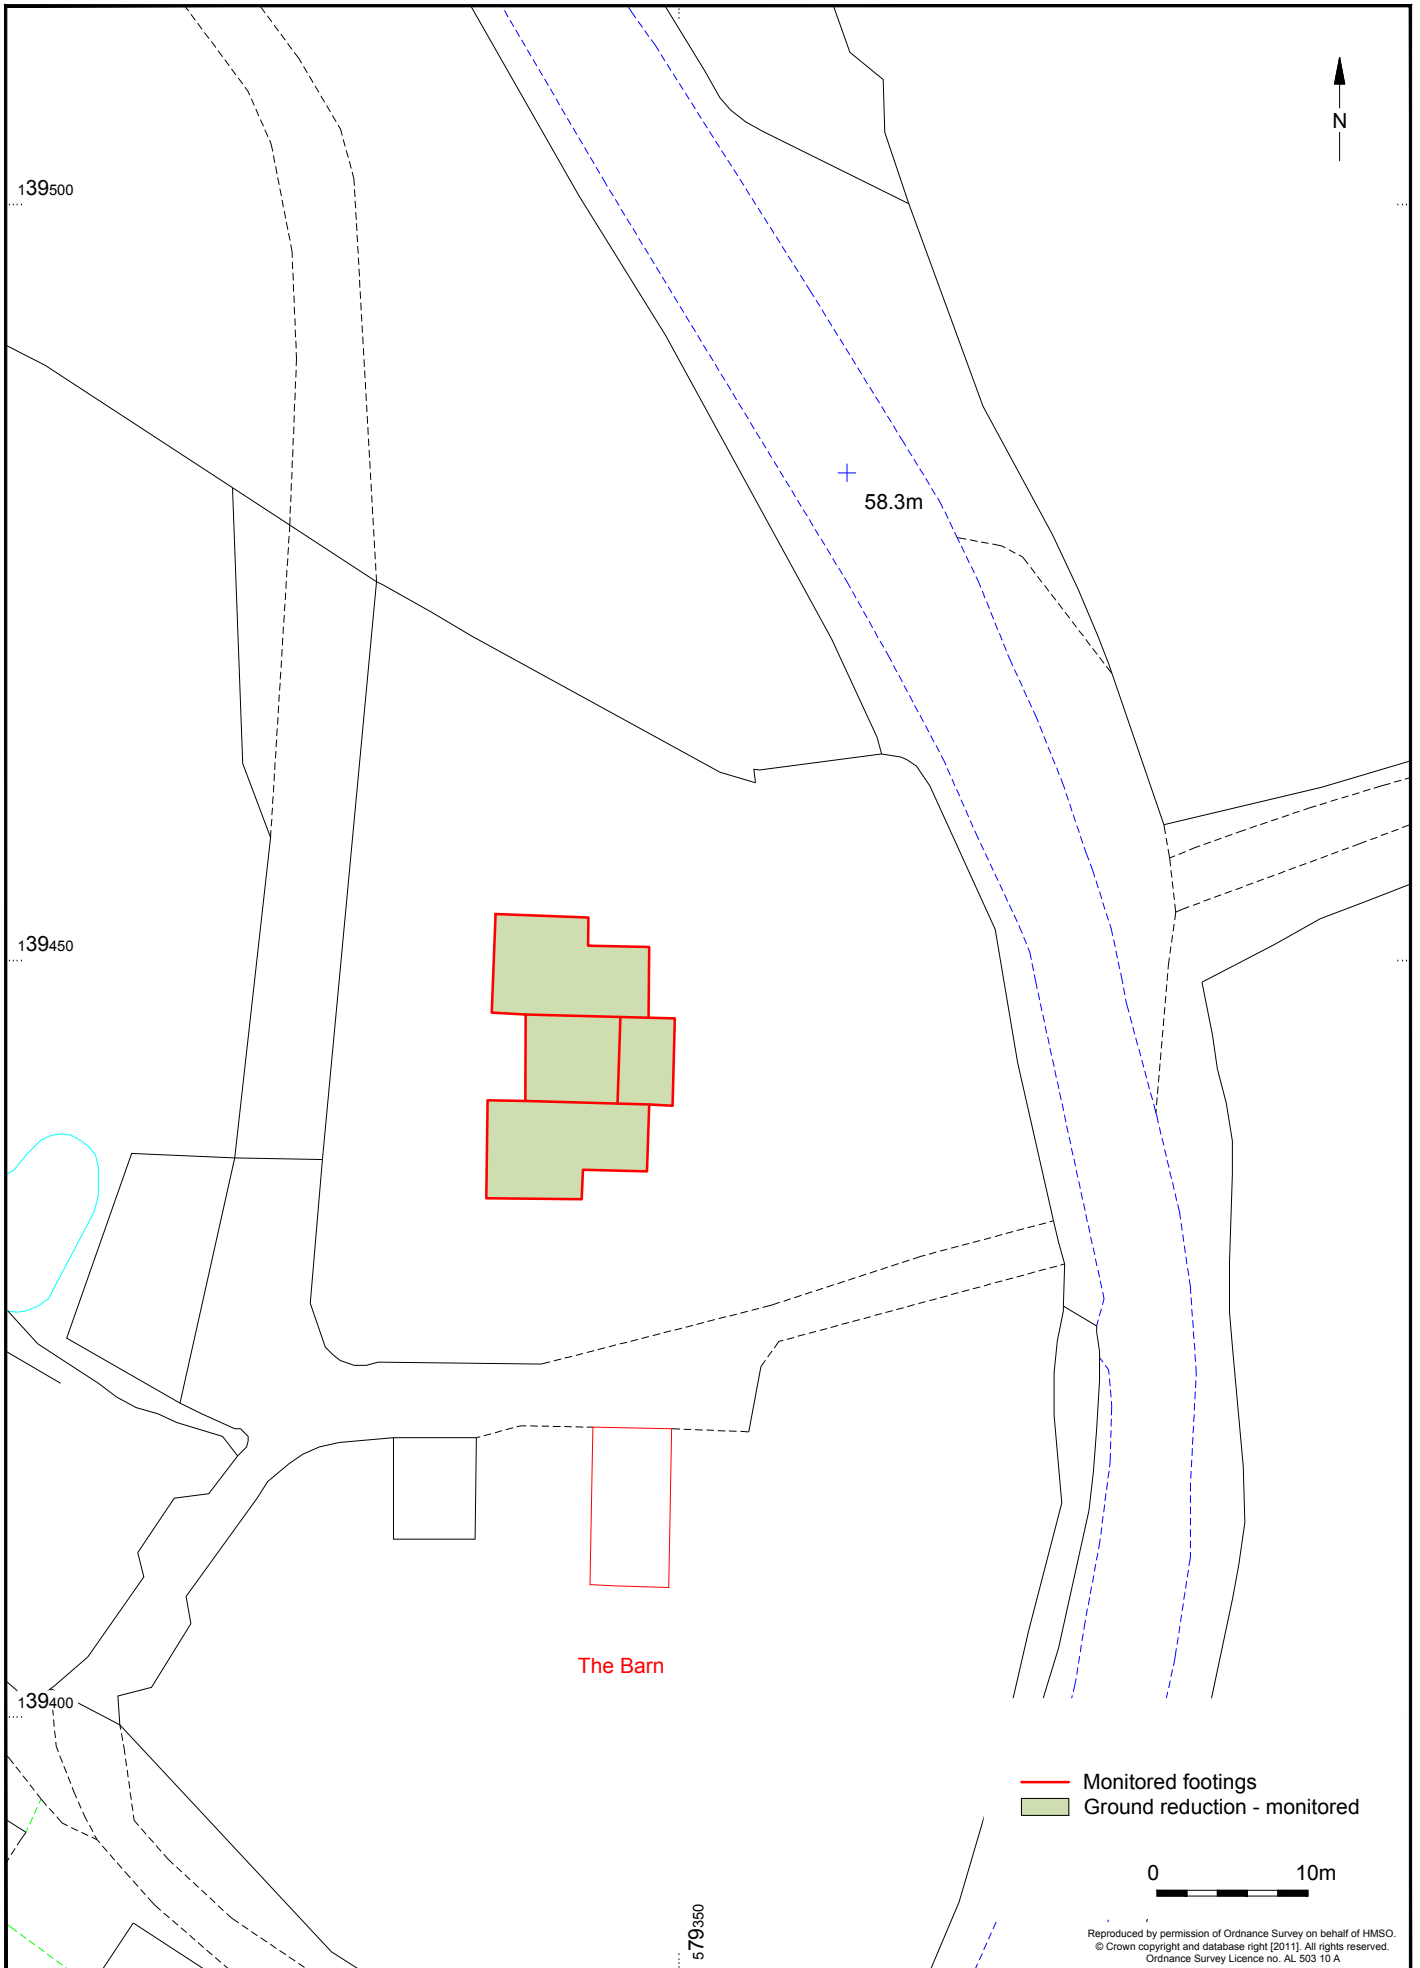 N
139500
58.3m
139450
The Barn
139400
Monitored footings
Ground reduction - monitored
0 10m
579350
Reproduced by permission of Ordnance Survey on behalf of HMSO.
© Crown copyright and database right [2011]. All rights reserved.
Ordnance Survey Licence no. AL 503 10 A